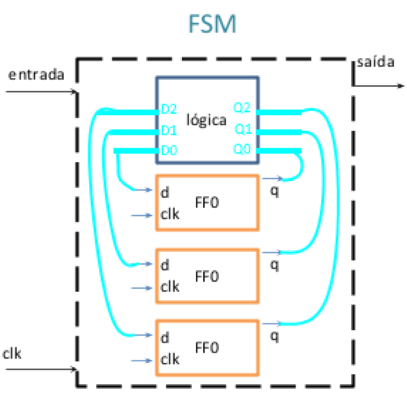 FSM
entrada
saída
D2
Q2
lógica
D1
Q1
D0
Q0
d
FF0
q
clk
d
FF0
q
clk
d
FF0
q
clk
clk